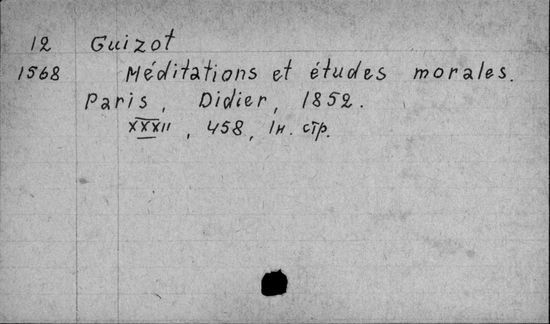 12 Guizot
1568 Méditations et études morales.
Paris, Didier, 1852.
XXXII, 458, 1н. стр.